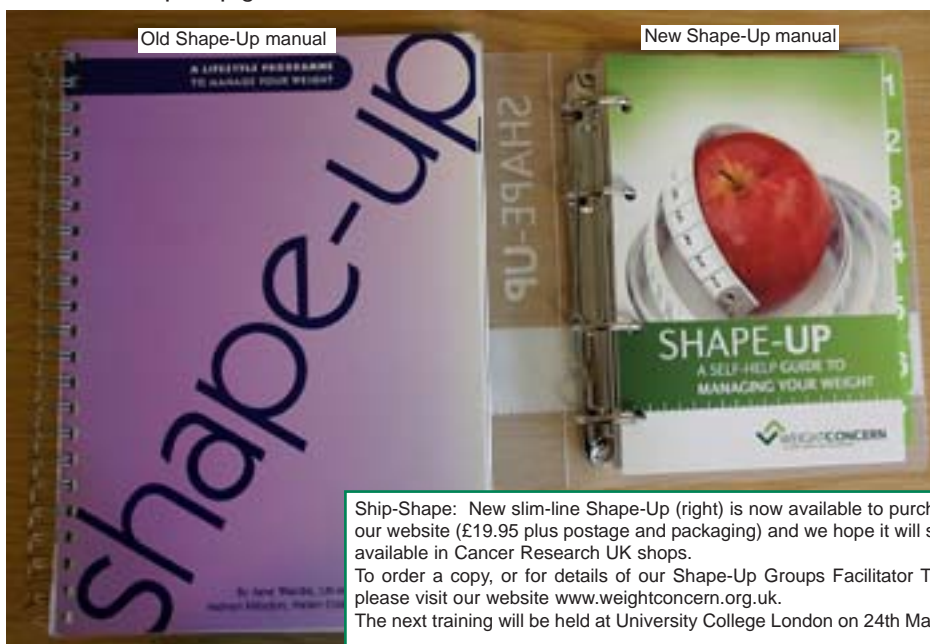 Old Shape-Up manual
New Shape-Up manual
A LIFESTYLE PROGRAMME
TO MANAGE YOUR WEIGHT
shape-up
SHAPE-UP
1
2
3
4
5
6
SHAPE-UP
A SELF-HELP GUIDE TO
MANAGING YOUR WEIGHT
WEIGHTCONCERN
By Jane Wardle,
Ship-Shape: New slim-line Shape-Up (right) is now available to purch
our website (£19.95 plus postage and packaging) and we hope it will s
available in Cancer Research UK shops.
To order a copy, or for details of our Shape-Up Groups Facilitator T
please visit our website www.weightconcern.org.uk.
The next training will be held at University College London on 24th Ma